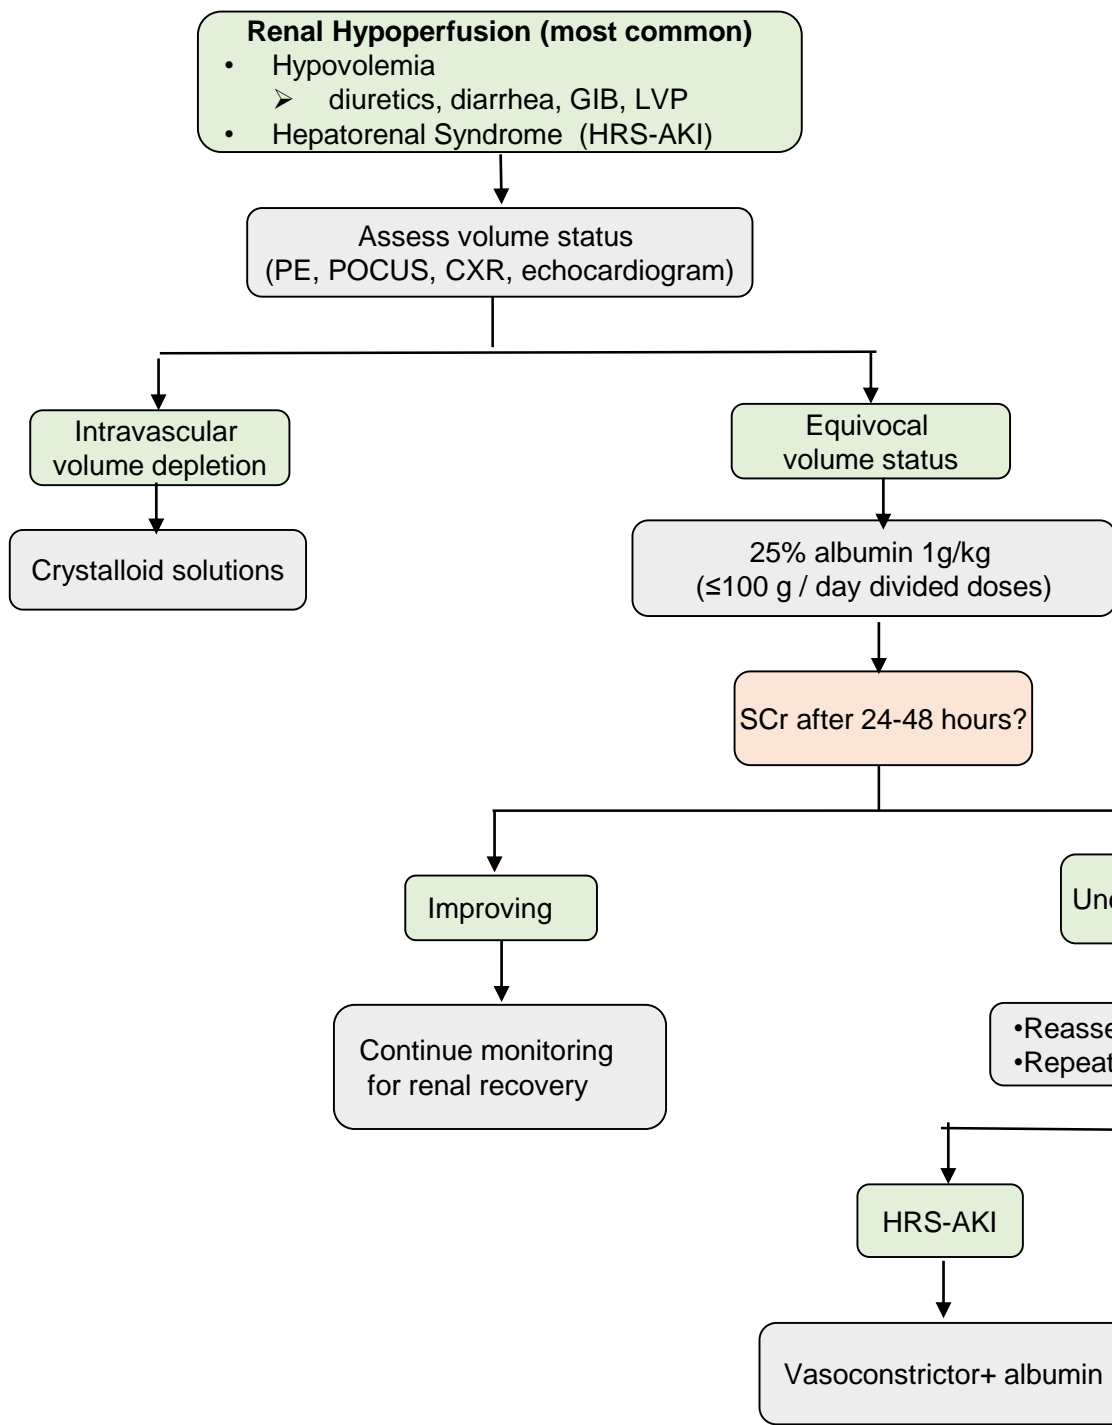 Renal Hypoperfusion (most common)
• Hypovolemia
➢ diuretics, diarrhea, GIB, LVP
• Hepatorenal Syndrome (HRS-AKI)
Assess volume status
(PE, POCUS, CXR, echocardiogram)
Intravascular
volume depletion
Equivocal
volume status
Crystalloid solutions
25% albumin 1g/kg
(≤100 g / day divided doses)
SCr after 24-48 hours?
Improving
Continue monitoring
for renal recovery
•Repeat
HRS-AKI
Vasoconstrictor+ albumin